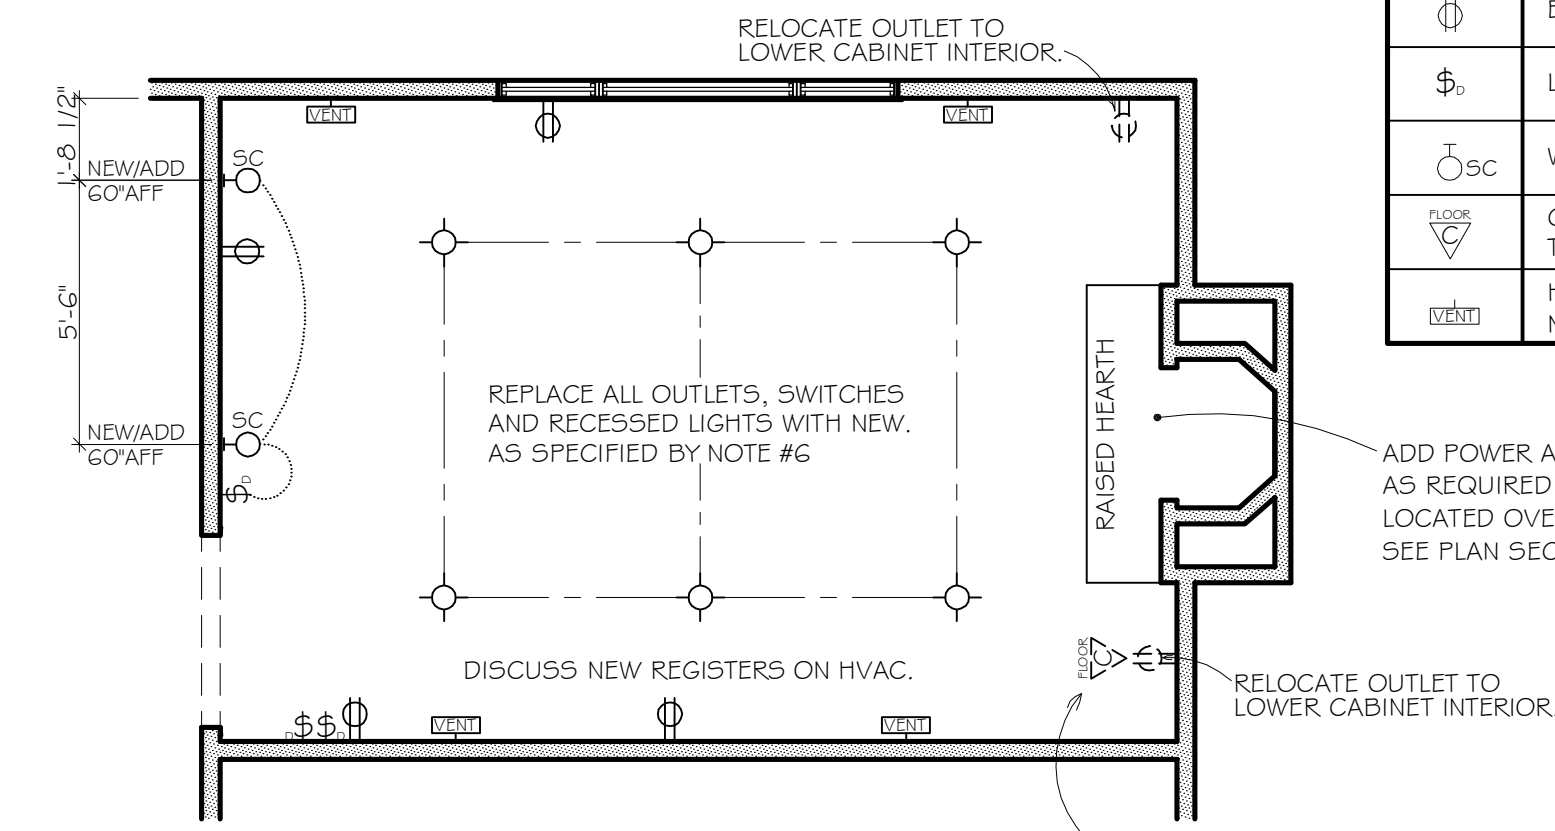 RELOCATE OUTLET TO
LOWER CABINET INTERIOR.
VENT
VENT
1'-8 1/2"
NEW/ADD
60"AFF
SC
5'-6"
NEW/ADD
60"AFF
SC
$D
REPLACE ALL OUTLETS, SWITCHES
AND RECESSED LIGHTS WITH NEW.
AS SPECIFIED BY NOTE #6
RAISED HEARTH
DISCUSS NEW REGISTERS ON HVAC.
D$$D
VENT
VENT
FLOOR
C
RELOCATE OUTLET TO
LOWER CABINET INTERIOR.
ADD POWER
AS REQUIRED
LOCATED
SEE PLAN
$D
SC
FLOOR
C
VENT